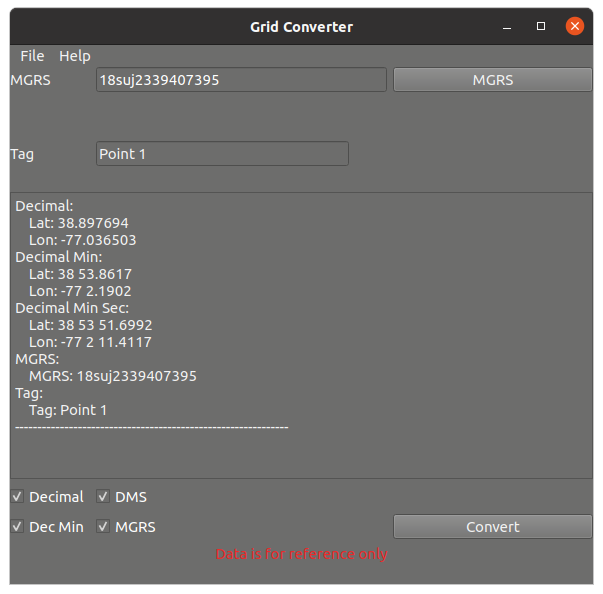 Grid Converter
File Help
MGRS 18suj2339407395 MGRS
Tag Point 1
Decimal:
Lat: 38.897694
Lon: -77.036503
Decimal Min:
Lat: 38 53.8617
Lon: -77 2.1902
Decimal Min Sec:
Lat: 38 53 51.6992
Lon: -77 2 11.4117
MGRS:
MGRS: 18suj2339407395
Tag:
Tag: Point 1
-------------------------------------------------------------
Decimal DMS
Dec Min MGRS Convert
Data is for reference only